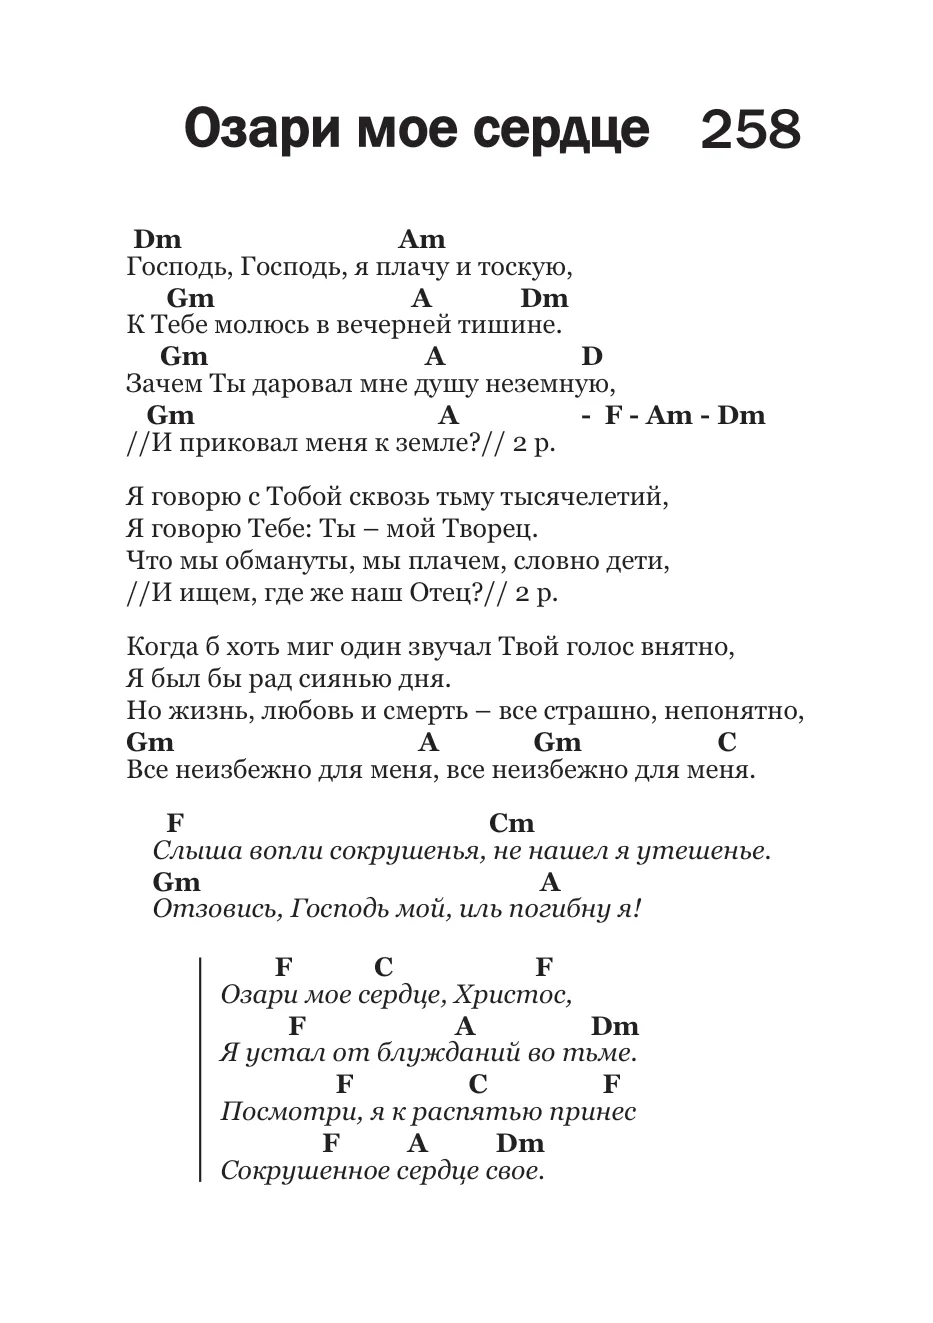 Озари мое сердце 258
Dm Am
Господь, Господь, я плачу и тоскую,
Gm A Dm
К Тебе молюсь в вечерней тишине.
Gm A D
Зачем Ты даровал мне душу неземную,
Gm A - F - Am - Dm
//И приковал меня к земле?// 2 р.
Я говорю с Тобой сквозь тьму тысячелетий,
Я говорю Тебе: Ты – мой Творец.
Что мы обмануты, мы плачем, словно дети,
//И ищем, где же наш Отец?// 2 р.
Когда б хоть миг один звучал Твой голос внятно,
Я был бы рад сиянью дня.
Но жизнь, любовь и смерть – все страшно, непонятно,
Gm A Gm C
Все неизбежно для меня, все неизбежно для меня.
F Cm
Слыша вопли сокрушенья, не нашел я утешенье.
Gm A
Отзовись, Господь мой, иль погибну я!
F C F
Озари мое сердце, Христос,
F A Dm
Я устал от блужданий во тьме.
F C F
Посмотри, я к распятью принес
F A Dm
Сокрушенное сердце свое.